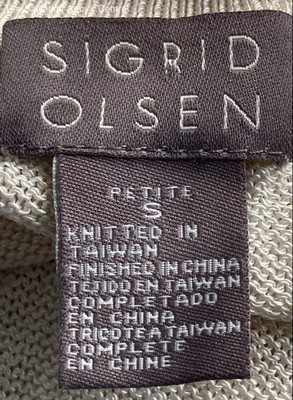 SIGRID
OLSEN
PETITE
S
KNITTED IN
TAIWAN
FINISHED IN CHINA
TEJIDO EN TAIWAN
COMPLETADO
EN CHINA
TRICOTE A TAIWAN
COMPLETE
EN CHINE